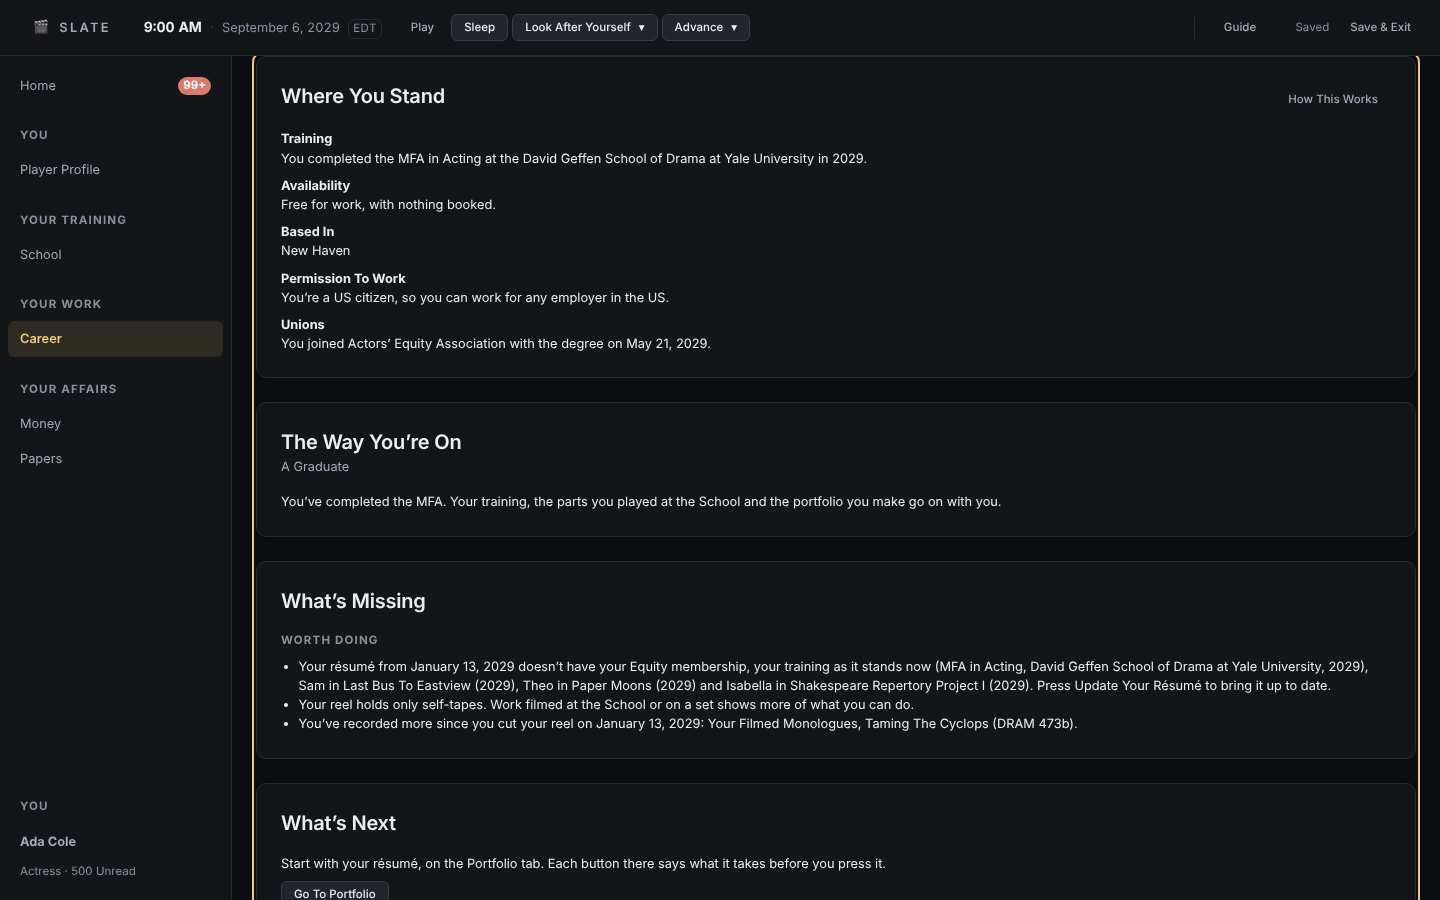 SLATE
9:00 AM · September 6, 2029 EDT
Play
Sleep
Look After Yourself ▾
Advance ▾
Guide
Saved
Save & Exit
Home
99+
YOU
Player Profile
YOUR TRAINING
School
YOUR WORK
Career
YOUR AFFAIRS
Money
Papers
YOU
Ada Cole
Actress · 500 Unread
Where You Stand
How This Works
Training
You completed the MFA in Acting at the David Geffen School of Drama at Yale University in 2029.
Availability
Free for work, with nothing booked.
Based In
New Haven
Permission To Work
You’re a US citizen, so you can work for any employer in the US.
Unions
You joined Actors’ Equity Association with the degree on May 21, 2029.
The Way You’re On
A Graduate
You’ve completed the MFA. Your training, the parts you played at the School and the portfolio you make go on with you.
What’s Missing
WORTH DOING
• Your résumé from January 13, 2029 doesn’t have your Equity membership, your training as it stands now (MFA in Acting, David Geffen School of Drama at Yale University, 2029),
Sam in Last Bus To Eastview (2029), Theo in Paper Moons (2029) and Isabella in Shakespeare Repertory Project I (2029). Press Update Your Résumé to bring it up to date.
• Your reel holds only self-tapes. Work filmed at the School or on a set shows more of what you can do.
• You’ve recorded more since you cut your reel on January 13, 2029: Your Filmed Monologues, Taming The Cyclops (DRAM 473b).
What’s Next
Start with your résumé, on the Portfolio tab. Each button there says what it takes before you press it.
Go To Portfolio